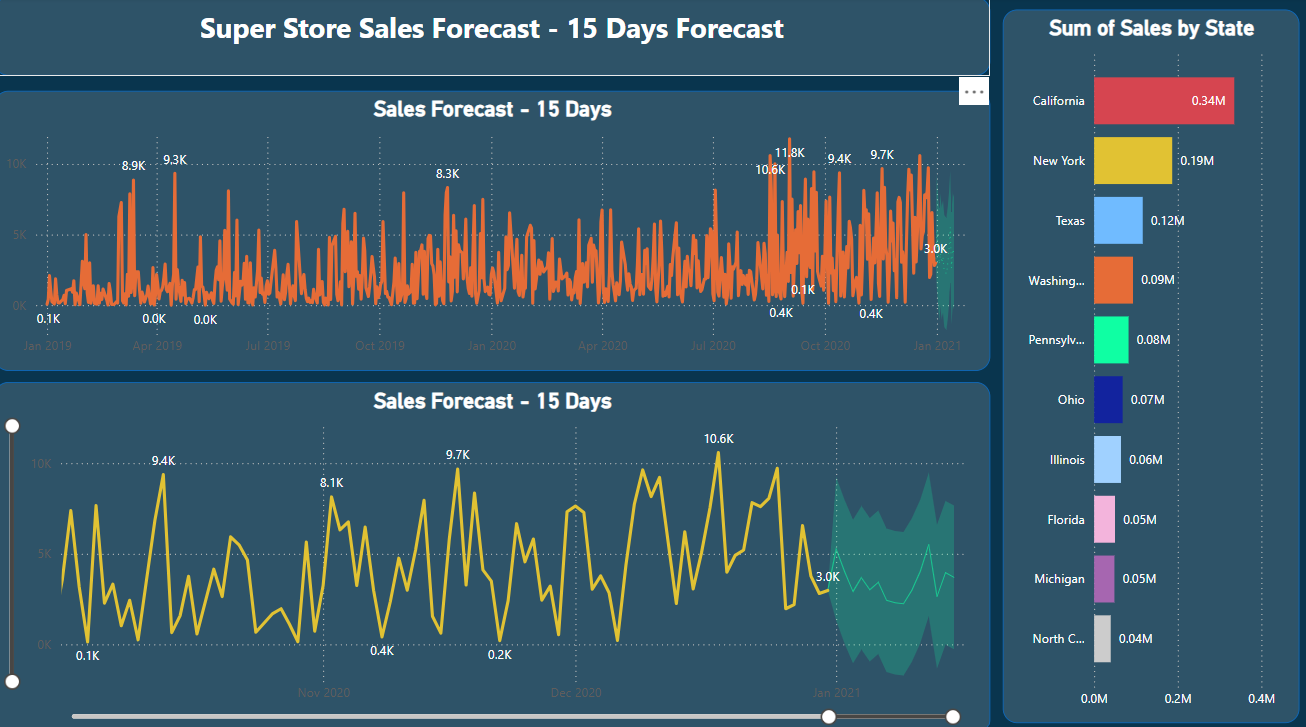 Super Store Sales Forecast - 15 Days Forecast
Sales Forecast - 15 Days
10K
5K
0K
8.9K
9.3K
8.3K
11.8K
10.6K
9.4K
9.7K
3.0K
0.1K
0.4K
0.4K
0.1K
0.0K
0.0K
Jan 2019
Apr 2019
Jul 2019
Oct 2019
Jan 2020
Apr 2020
Jul 2020
Oct 2020
Jan 2021
Sales Forecast - 15 Days
10K
5K
0K
9.4K
8.1K
9.7K
10.6K
3.0K
0.1K
0.4K
0.2K
Nov 2020
Dec 2020
Jan 2021
Sum of Sales by State
California 0.34M
New York 0.19M
Texas 0.12M
Washing... 0.09M
Pennsylv... 0.08M
Ohio 0.07M
Illinois 0.06M
Florida 0.05M
Michigan 0.05M
North C... 0.04M
0.0M 0.2M 0.4M